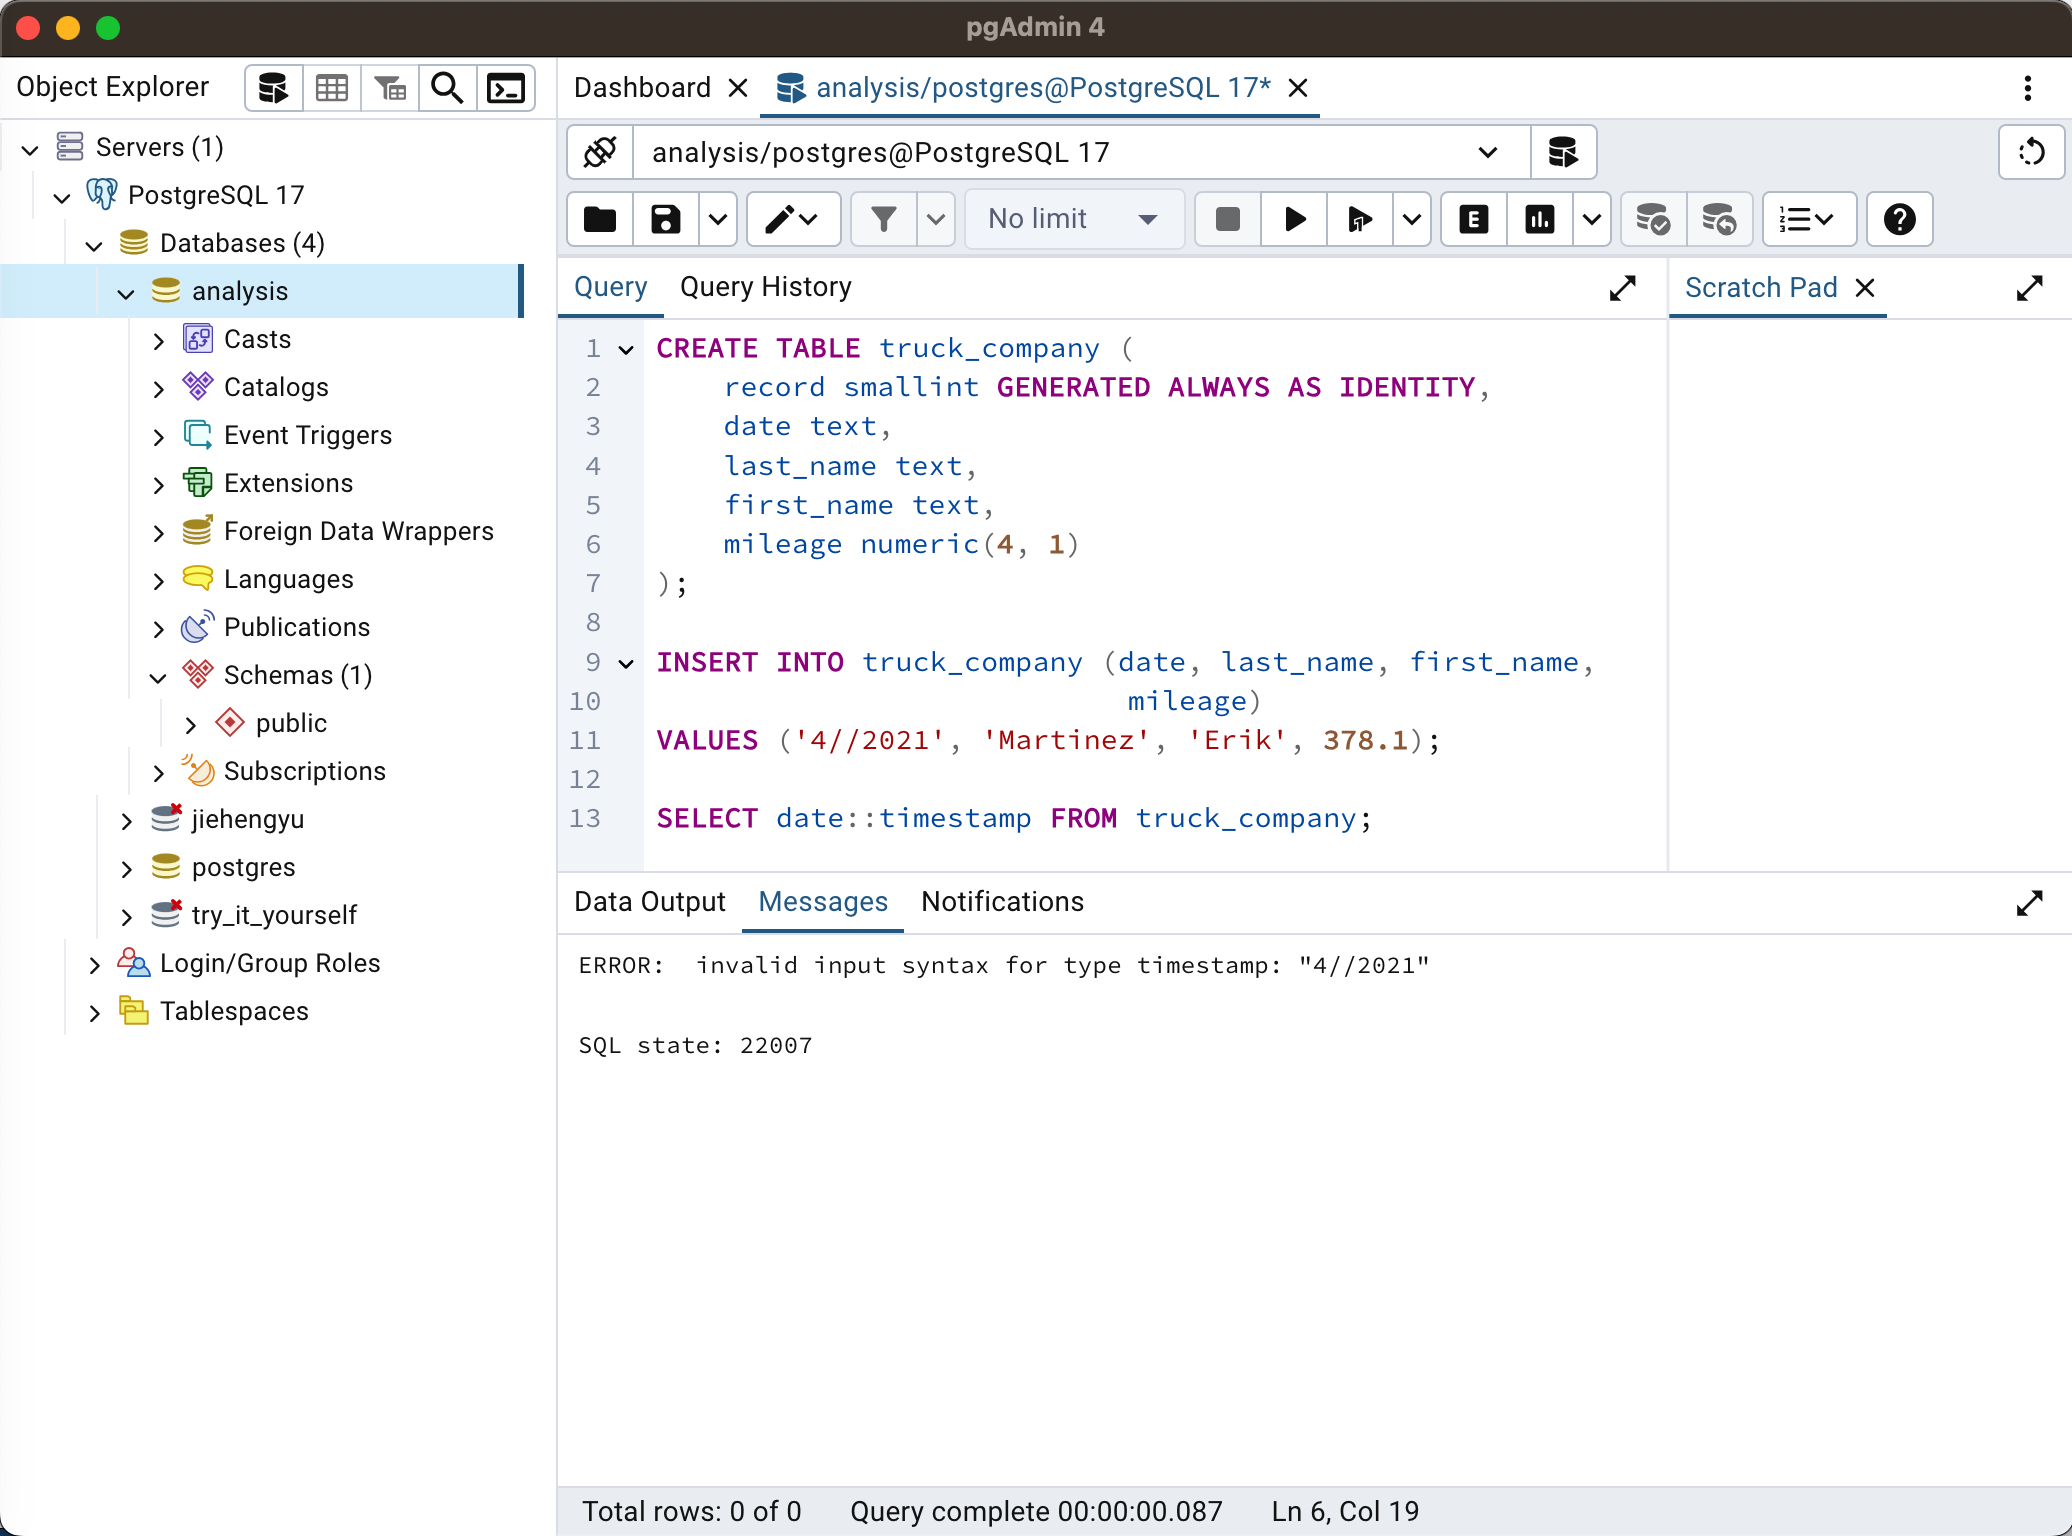 pgAdmin 4
Object Explorer
Servers (1)
PostgreSQL 17
Databases (4)
analysis
Casts
Catalogs
Event Triggers
Extensions
Foreign Data Wrappers
Languages
Publications
Schemas (1)
public
Subscriptions
jiehengyu
postgres
try_it_yourself
Login/Group Roles
Tablespaces
Dashboard
analysis/postgres@PostgreSQL 17*
analysis/postgres@PostgreSQL 17
No limit
E
Query Query History
Scratch Pad
1 CREATE TABLE truck_company (
2 record smallint GENERATED ALWAYS AS IDENTITY,
3 date text,
4 last_name text,
5 first_name text,
6 mileage numeric(4, 1)
7 );
8
9 INSERT INTO truck_company (date, last_name, first_name,
10 mileage)
11 VALUES ('4//2021', 'Martinez', 'Erik', 378.1);
12
13 SELECT date::timestamp FROM truck_company;
Data Output Messages Notifications
ERROR: invalid input syntax for type timestamp: "4//2021"
SQL state: 22007
Total rows: 0 of 0 Query complete 00:00:00.087 Ln 6, Col 19